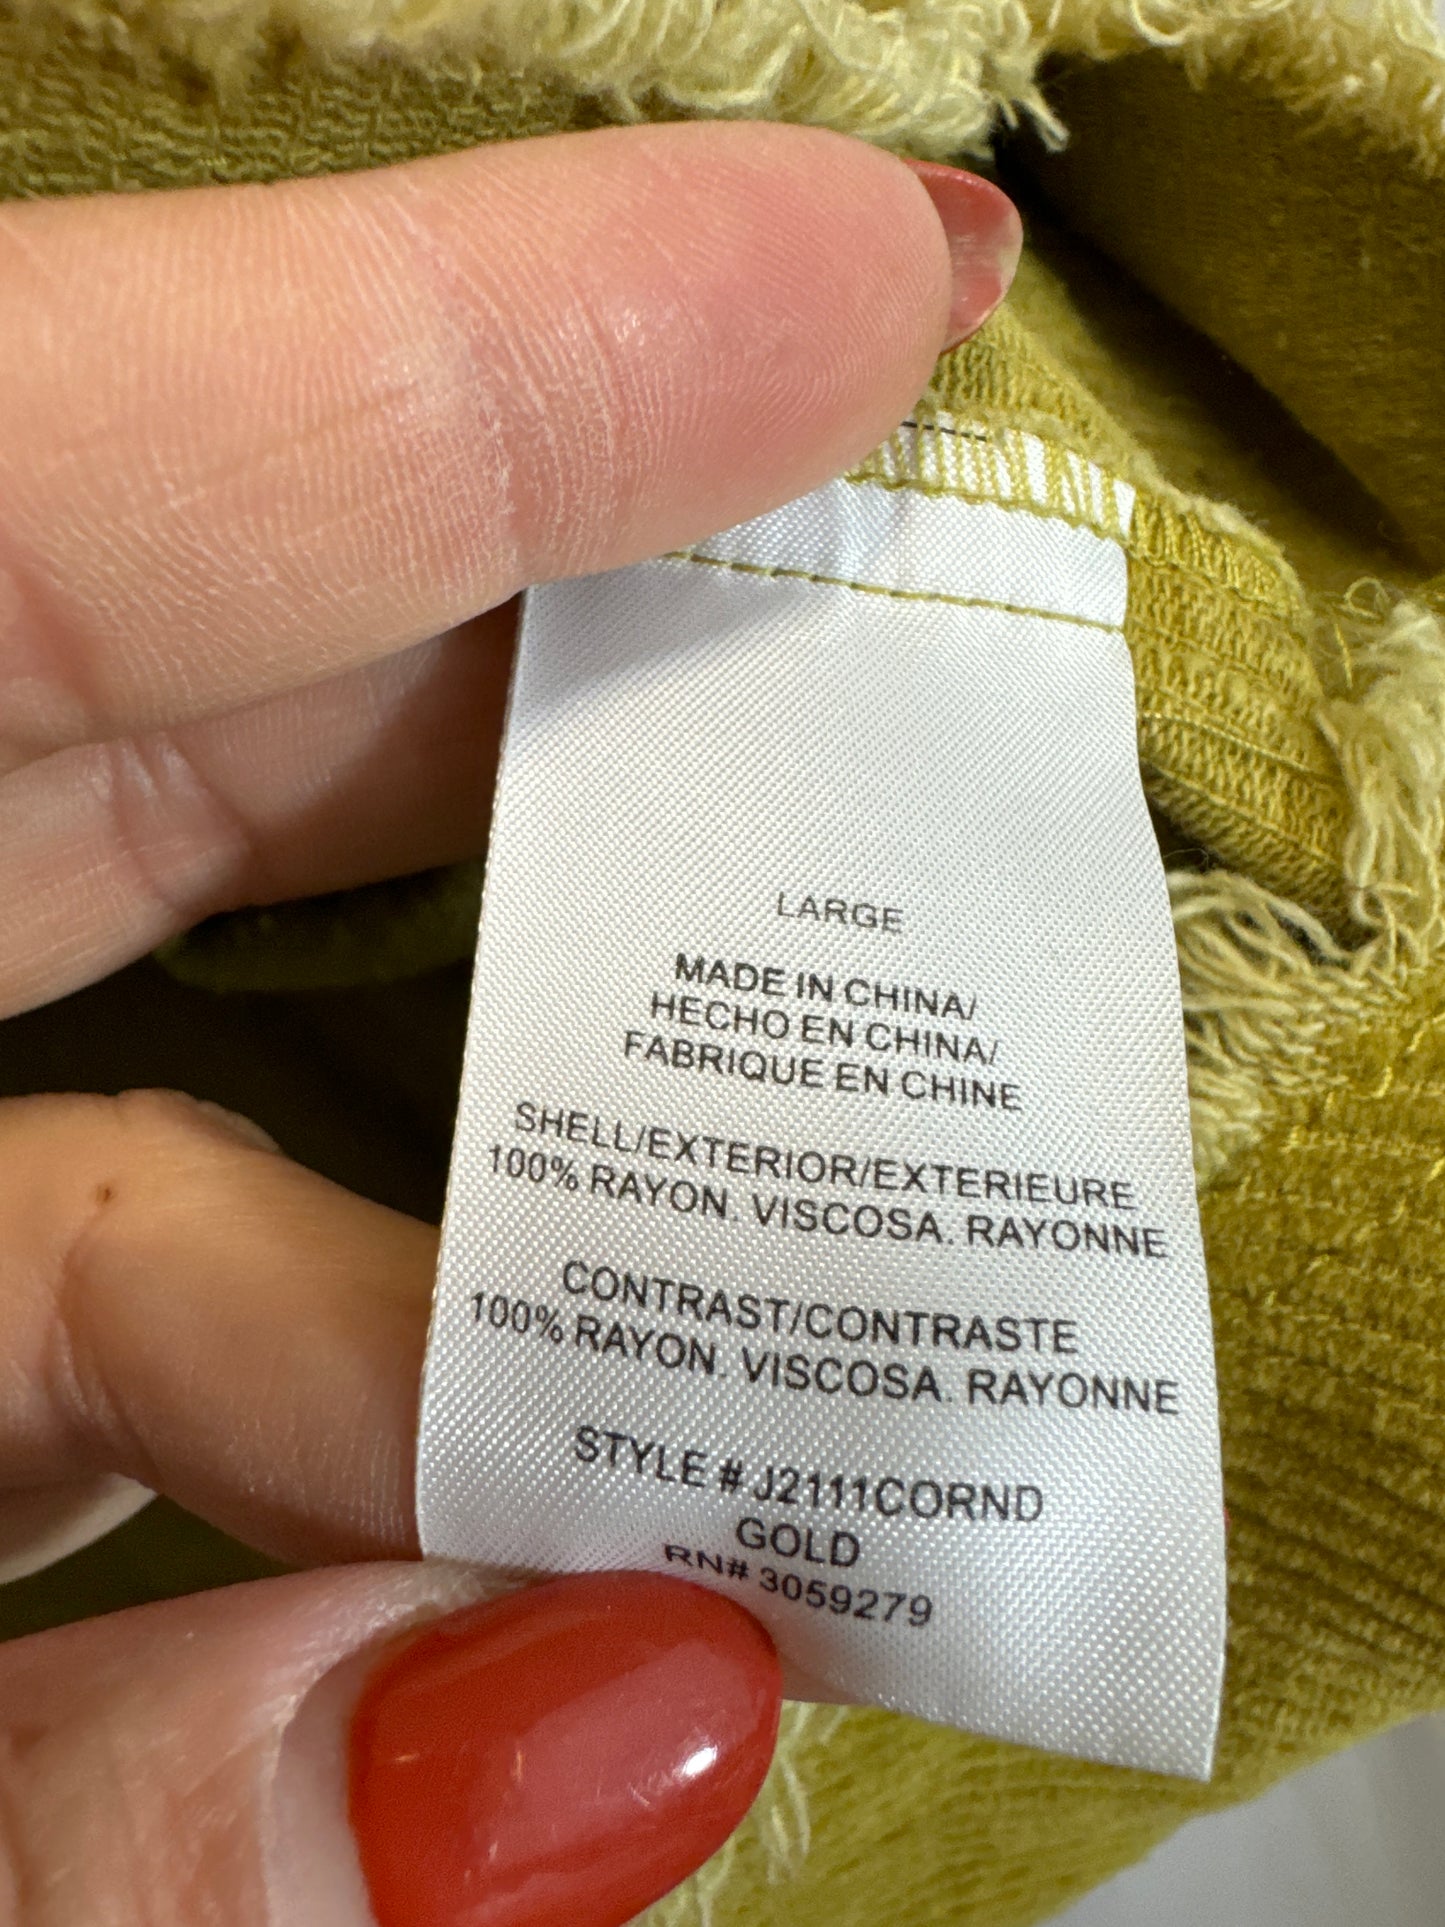 LARGE
MADE IN CHINA/
HECHO EN CHINA/
FABRIQUE EN CHINE
SHELL/EXTERIOR/EXTERIEURE
100% RAYON. VISCOSA. RAYONNE
CONTRAST/CONTRASTE
100% RAYON. VISCOSA. RAYONNE
STYLE # J2111CORND
GOLD
RN# 3059279